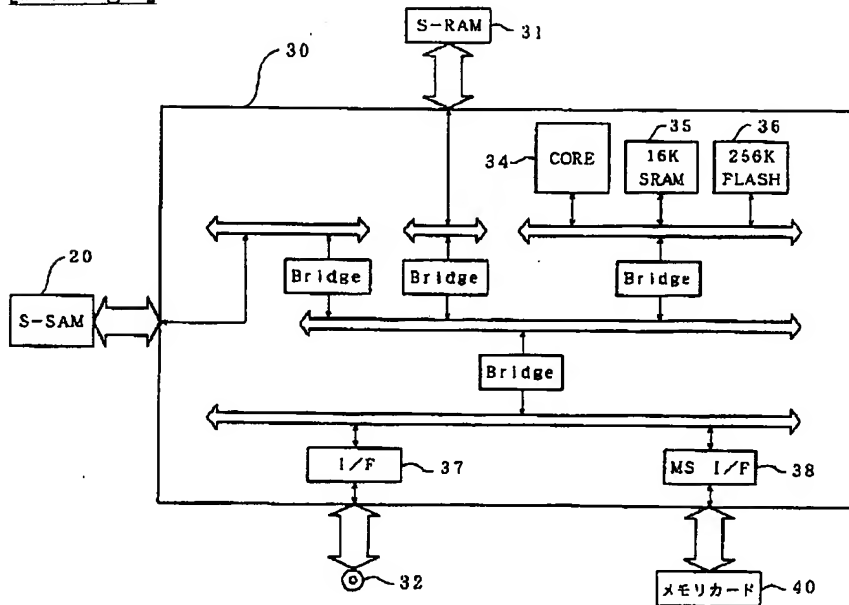 S-RAM 31
30
34 CORE
35
16K
SRAM
36
256K
FLASH
20
S-SAM
Bridge Bridge Bridge
Bridge
I/F 37
MS I/F 38
32
メモリカード 40